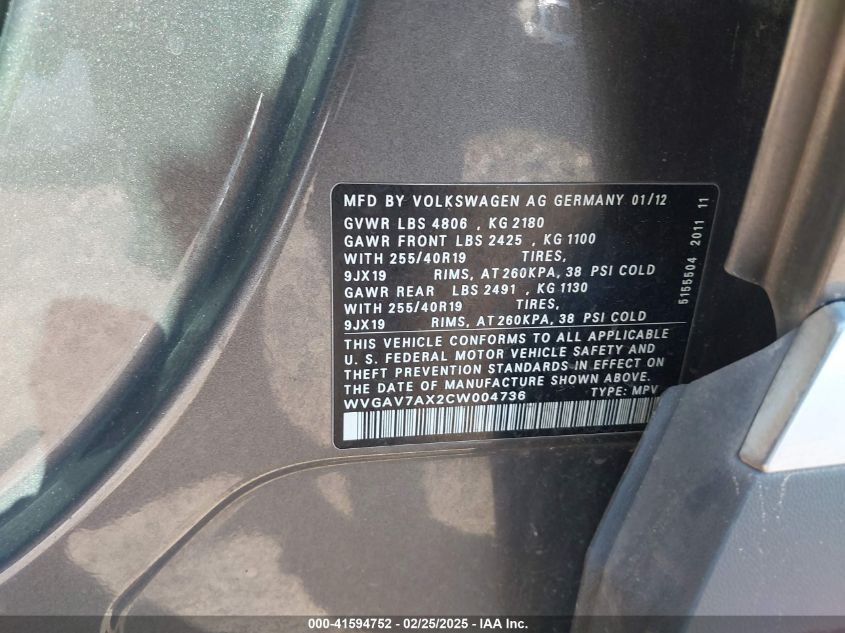 MFD BY VOLKSWAGEN AG GERMANY 01/12
GVWR LBS 4806 , KG 2180
GAWR FRONT LBS 2425 , KG 1100
WITH 255/40R19 TIRES,
9JX19 RIMS, AT 260KPA, 38 PSI COLD
GAWR REAR LBS 2491 , KG 1130
WITH 255/40R19 TIRES,
9JX19 RIMS, AT 260KPA, 38 PSI COLD
THIS VEHICLE CONFORMS TO ALL APPLICABLE
U. S. FEDERAL MOTOR VEHICLE SAFETY AND
THEFT PREVENTION STANDARDS IN EFFECT ON
THE DATE OF MANUFACTURE SHOWN ABOVE.
WVGAV7AX2CW004736 TYPE: MPV
5155504 2011 11
000-41594752 - 02/25/2025 - IAA Inc.